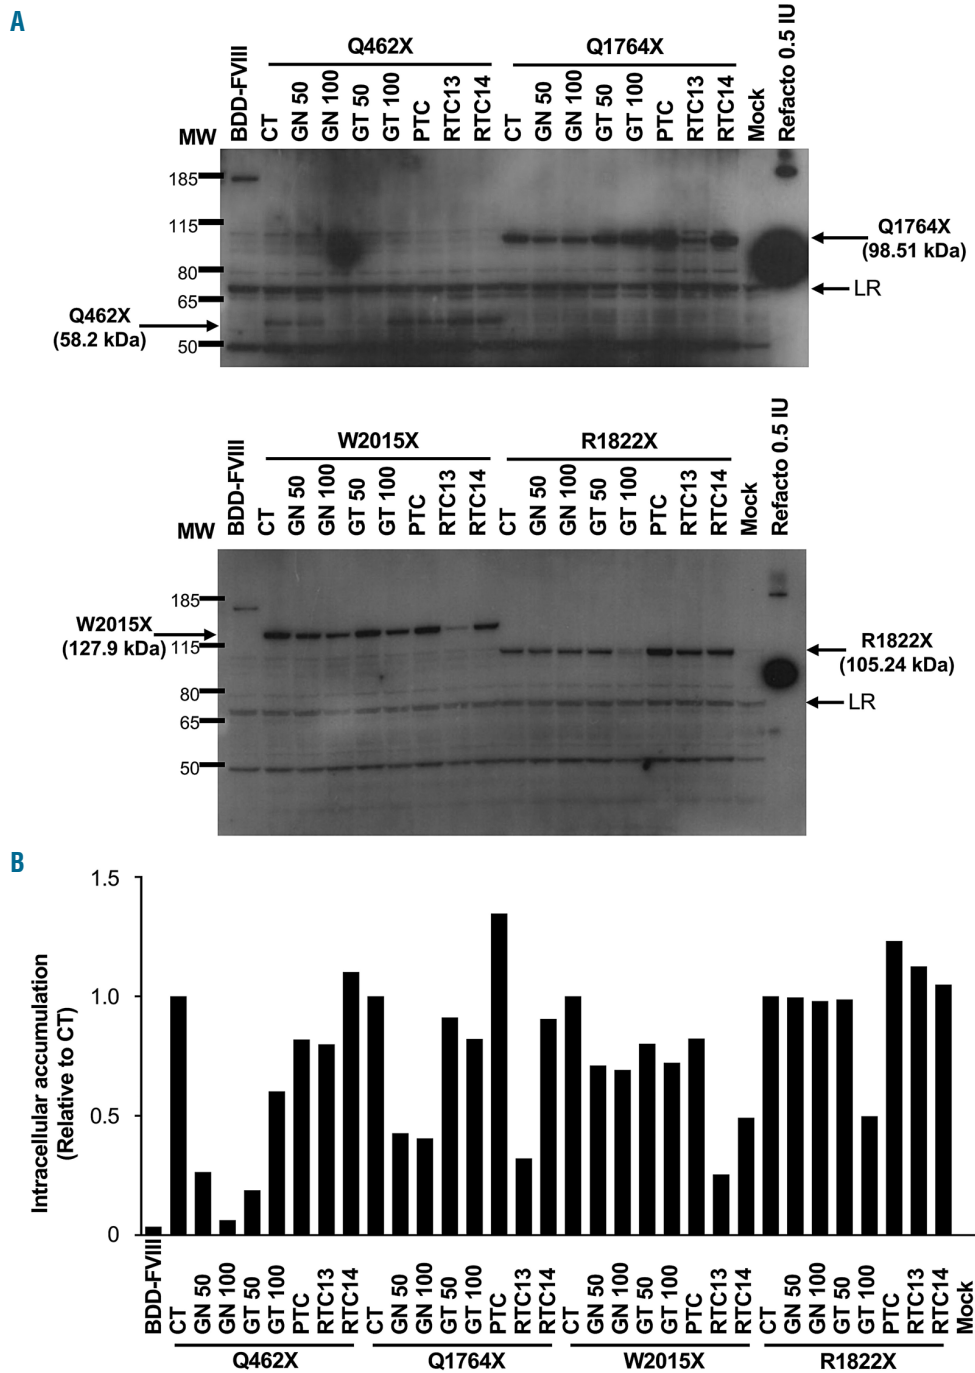 A
Q462X
Q1764X
MW
BDD-FVIII
CT
GN 50
GN 100
GT 50
GT 100
PTC
RTC13
RTC14
CT
GN 50
GN 100
GT 50
GT 100
PTC
RTC13
RTC14
Mock
Refacto 0.5 IU
185
115
80
65
50
Q1764X
(98.51 kDa)
LR
Q462X
(58.2 kDa)
W2015X
R1822X
MW
BDD-FVIII
CT
GN 50
GN 100
GT 50
GT 100
PTC
RTC13
RTC14
CT
GN 50
GN 100
GT 50
GT 100
PTC
RTC13
RTC14
Mock
Refacto 0.5 IU
185
115
80
65
50
W2015X
(127.9 kDa)
R1822X
(105.24 kDa)
LR
B
Intracellular accumulation
(Relative to CT)
1.5
1.0
0.5
0
BDD-FVIII
CT
GN 50
GN 100
GT 50
GT 100
PTC
RTC13
RTC14
CT
GN 50
GN 100
GT 50
GT 100
PTC
RTC13
RTC14
CT
GN 50
GN 100
GT 50
GT 100
PTC
RTC13
RTC14
CT
GN 50
GN 100
GT 50
GT 100
PTC
RTC13
RTC14
Mock
Q462X
Q1764X
W2015X
R1822X